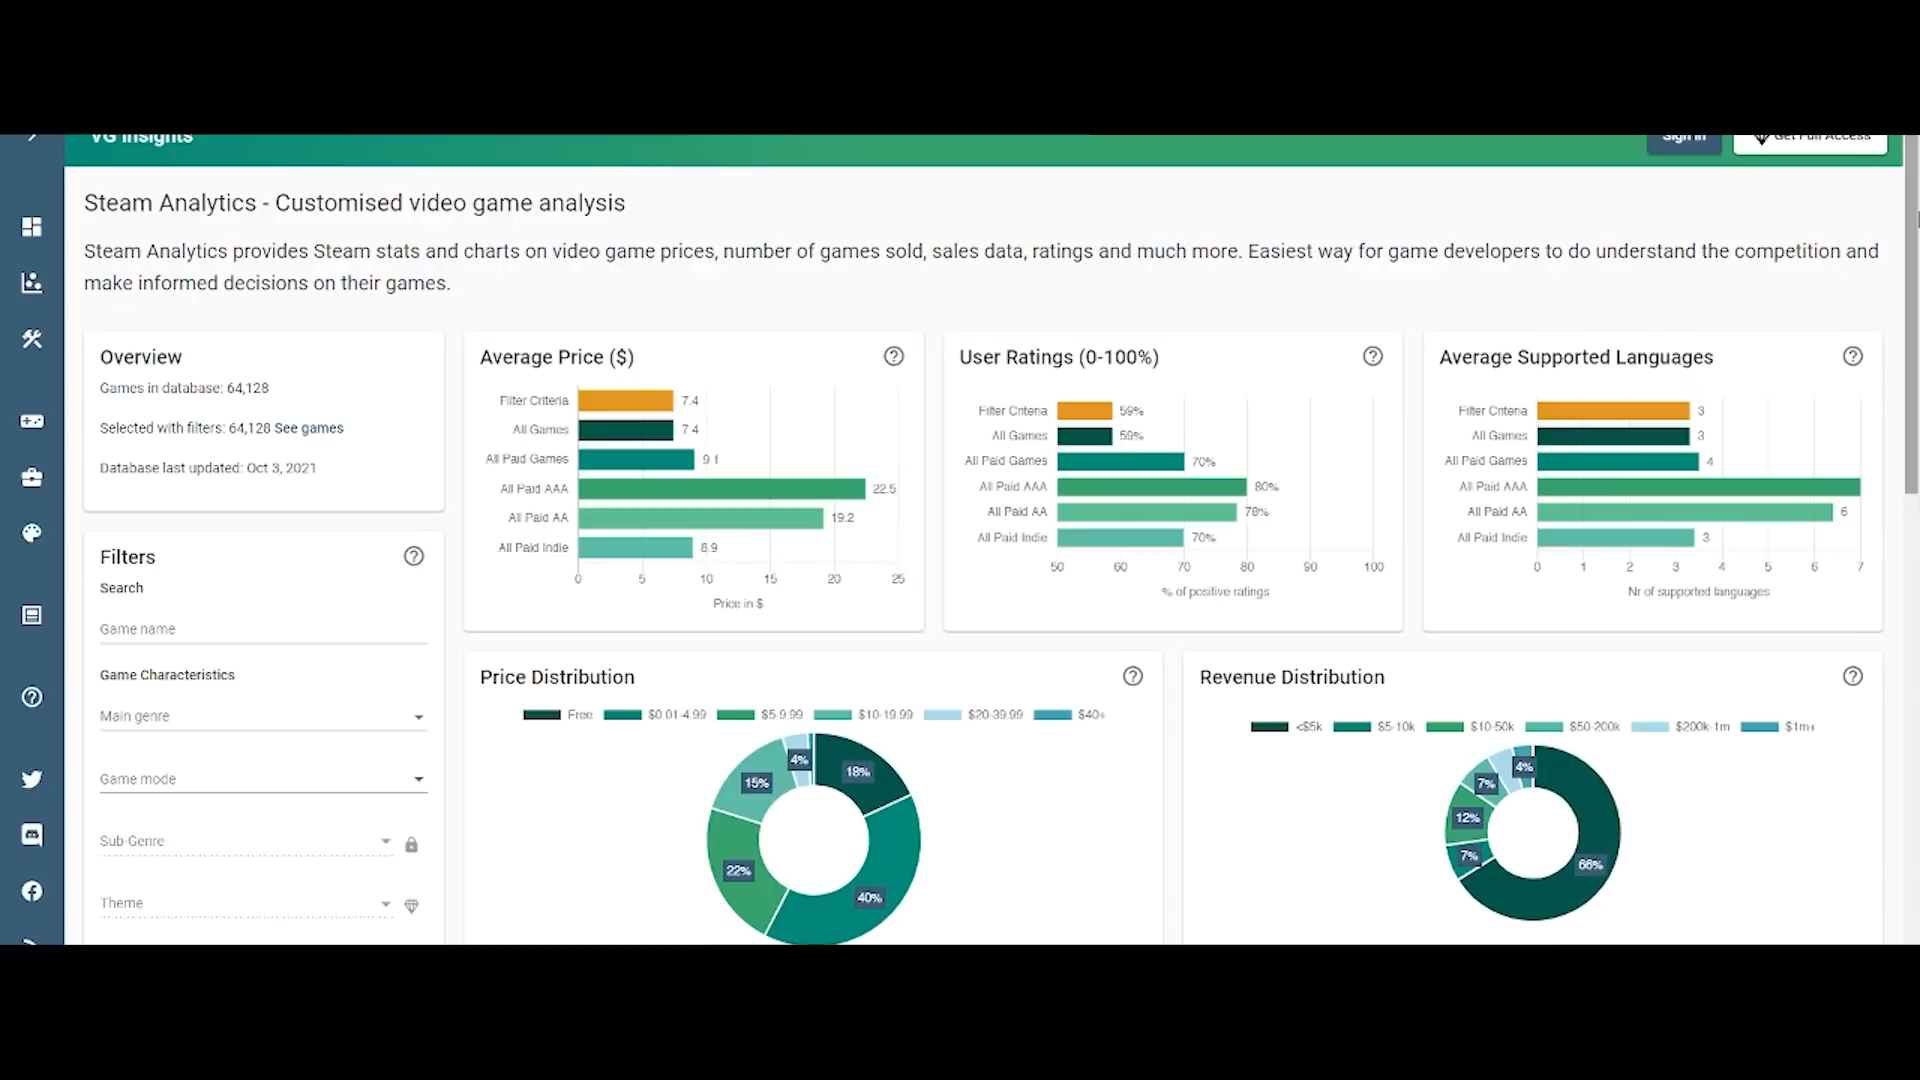 VG Insights
Sign in
Get Full Access
Steam Analytics - Customised video game analysis
Steam Analytics provides Steam stats and charts on video game prices, number of games sold, sales data, ratings and much more. Easiest way for game developers to do understand the competition and
make informed decisions on their games.
Overview
Games in database: 64,128
Selected with filters: 64,128 See games
Database last updated: Oct 3, 2021
Filters
Search
Game name
Game Characteristics
Main genre
Game mode
Sub-Genre
Theme
Average Price ($)
Filter Criteria 7.4
All Games 7.4
All Paid Games 9.1
All Paid AAA 22.5
All Paid AA 19.2
All Paid Indie 8.9
0 5 10 15 20 25
Price in $
User Ratings (0-100%)
Filter Criteria 59%
All Games 59%
All Paid Games 70%
All Paid AAA 80%
All Paid AA 78%
All Paid Indie 70%
50 60 70 80 90 100
% of positive ratings
Average Supported Languages
Filter Criteria 3
All Games 3
All Paid Games 4
All Paid AAA
All Paid AA 6
All Paid Indie 3
0 1 2 3 4 5 6 7
Nr of supported languages
Price Distribution
Free $0.01-4.99 $5-9.99 $10-19.99 $20-39.99 $40+
4%
18%
15%
22%
40%
Revenue Distribution
<$5k $5-10k $10-50k $50-200k $200k-1m $1m+
4%
7%
12%
7%
66%